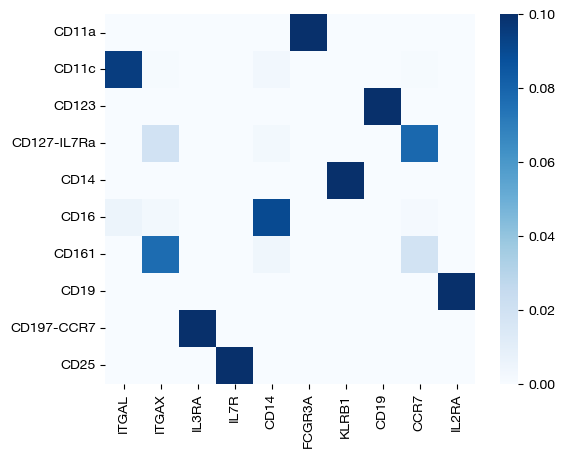 CD11a
CD11c
CD123
CD127-IL7Ra
CD14
CD16
CD161
CD19
CD197-CCR7
CD25
ITGAL
ITGAX
IL3RA
IL7R
CD14
FCGR3A
KLRB1
CD19
CCR7
IL2RA
0.10
0.08
0.06
0.04
0.02
0.00